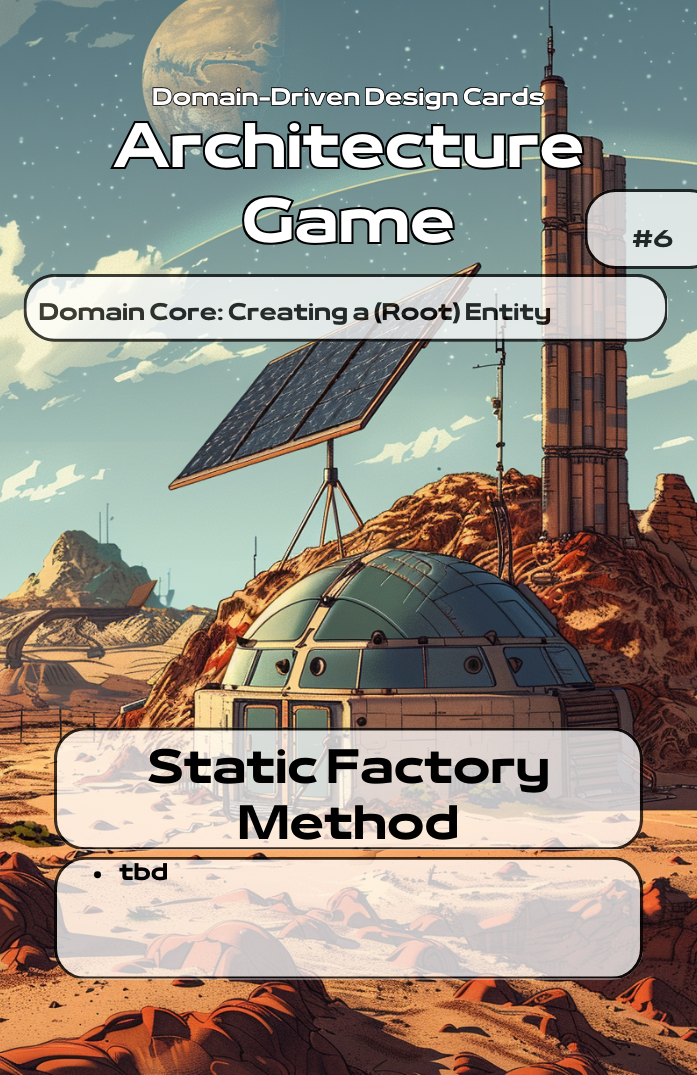 Domain-Driven Design Cards
Architecture
Game
#6
Domain Core: Creating a (Root) Entity
Static Factory
Method
• tbd